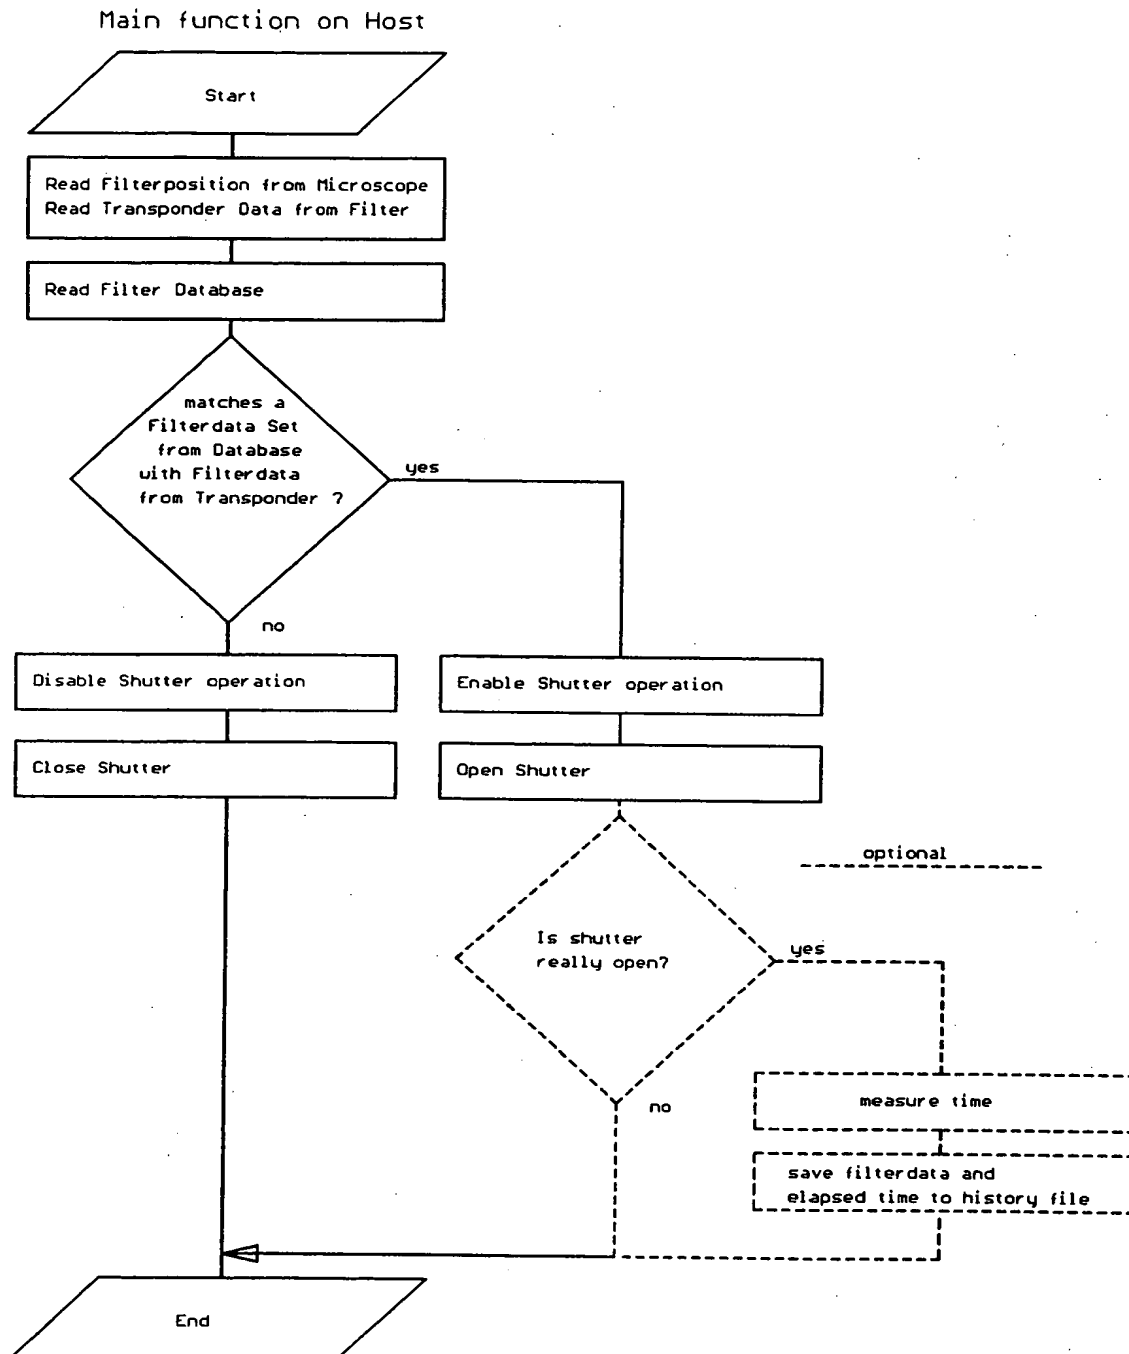 Main function on Host
Start
Read Filterposition from Microscope
Read Transponder Data from Filter
Read Filter Database
matches a
Filterdata Set
from Database
with Filterdata
from Transponder ?
yes
no
Disable Shutter operation
Enable Shutter operation
Close Shutter
Open Shutter
optional
Is shutter
really open?
yes
no
measure time
save filterdata and
elapsed time to history file
End